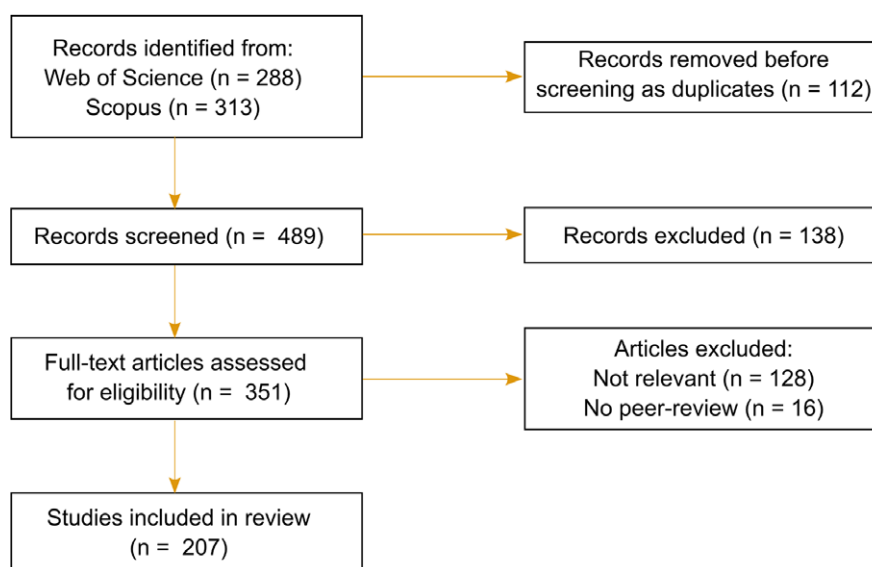 Records identified from:
Web of Science (n = 288)
Scopus (n = 313)
Records removed before
screening as duplicates (n = 112)
Records screened (n = 489)
Records excluded (n = 138)
Full-text articles assessed
for eligibility (n = 351)
Articles excluded:
Not relevant (n = 128)
No peer-review (n = 16)
Studies included in review
(n = 207)